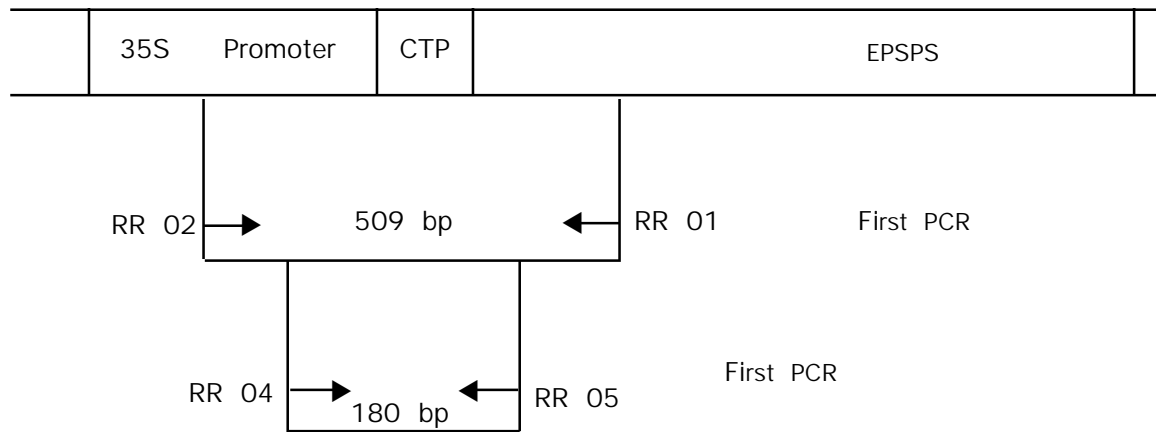 35S Promoter CTP EPSPS
RR 02 509 bp RR 01 First PCR
RR 04 180 bp RR 05 First PCR